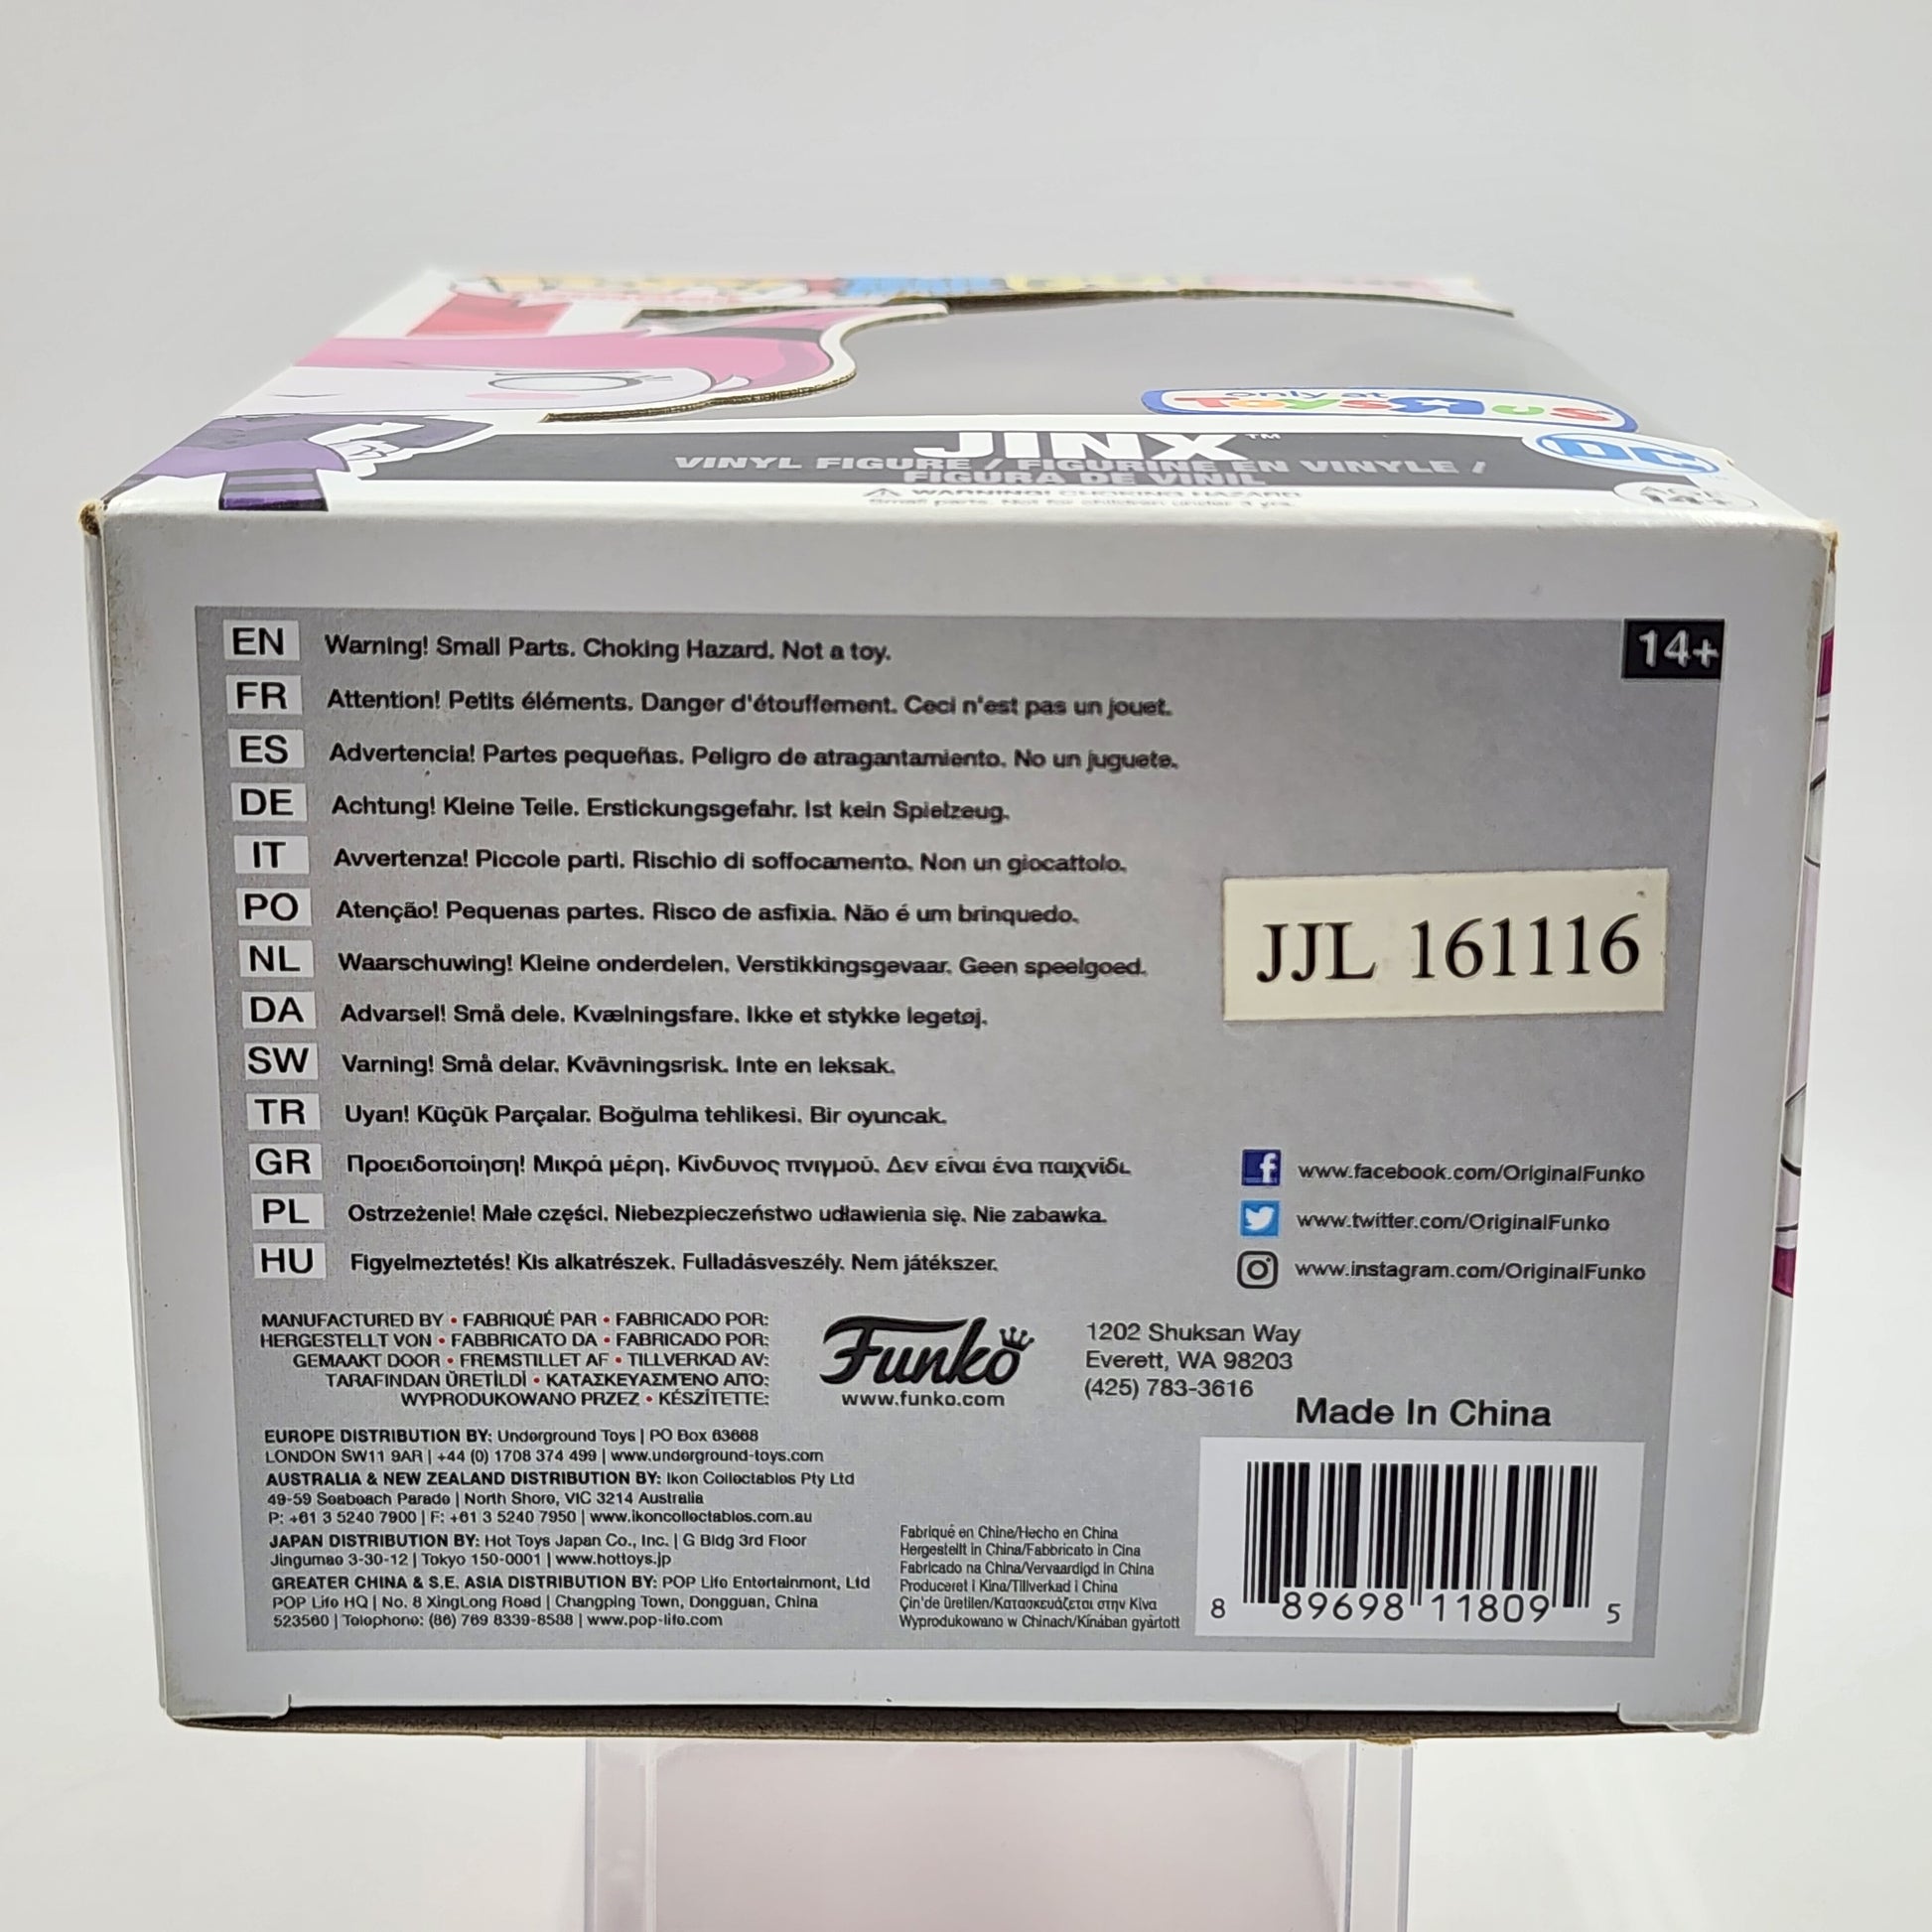 only at
ToysRus
JINX™
VINYL FIGURE / FIGURINE EN VINYLE /
FIGURA DE VINIL
DC
WARNING! CHOKING HAZARD
Small parts. Not for children under 3 yrs.
AGE
14+
EN Warning! Small Parts. Choking Hazard. Not a toy.
14+
FR Attention! Petits éléments. Danger d'étouffement. Ceci n'est pas un jouet.
ES Advertencia! Partes pequeñas. Peligro de atragantamiento. No un juguete.
DE Achtung! Kleine Teile. Erstickungsgefahr. Ist kein Spielzeug.
IT Avvertenza! Piccole parti. Rischio di soffocamento. Non un giocattolo.
PO Atenção! Pequenas partes. Risco de asfixia. Não é um brinquedo.
NL Waarschuwing! Kleine onderdelen. Verstikkingsgevaar. Geen speelgoed.
DA Advarsel! Små dele. Kvælningsfare. Ikke et stykke legetøj.
SW Varning! Små delar. Kvävningsrisk. Inte en leksak.
TR Uyarı! Küçük Parçalar. Boğulma tehlikesi. Bir oyuncak.
GR Προειδοποίηση! Μικρά μέρη. Κίνδυνος πνιγμού. Δεν είναι ένα παιχνίδι.
PL Ostrzeżenie! Małe części. Niebezpieczeństwo udławienia się. Nie zabawka.
HU Figyelmeztetés! Kis alkatrészek. Fulladásveszély. Nem játékszer.
JJL 161116
www.facebook.com/OriginalFunko
www.twitter.com/OriginalFunko
www.instagram.com/OriginalFunko
MANUFACTURED BY • FABRIQUÉ PAR • FABRICADO POR:
HERGESTELLT VON • FABBRICATO DA • FABRICADO POR:
GEMAAKT DOOR • FREMSTILLET AF • TILLVERKAD AV:
TARAFINDAN ÜRETİLDİ • ΚΑΤΑΣΚΕΥΑΣΜΈΝΟ ΑΠΌ:
WYPRODUKOWANO PRZEZ • KÉSZÍTETTE:
Funko
www.funko.com
1202 Shuksan Way
Everett, WA 98203
(425) 783-3616
Made In China
EUROPE DISTRIBUTION BY: Underground Toys | PO Box 63668
LONDON SW11 9AR | +44 (0) 1708 374 499 | www.underground-toys.com
AUSTRALIA & NEW ZEALAND DISTRIBUTION BY: Ikon Collectables Pty Ltd
49-59 Seabeach Parade | North Shore, VIC 3214 Australia
P: +61 3 5240 7900 | F: +61 3 5240 7950 | www.ikoncollectables.com.au
JAPAN DISTRIBUTION BY: Hot Toys Japan Co., Inc. | G Bldg 3rd Floor
Jingumae 3-30-12 | Tokyo 150-0001 | www.hottoys.jp
GREATER CHINA & S.E. ASIA DISTRIBUTION BY: POP Life Entertainment, Ltd
POP Life HQ | No. 8 XingLong Road | Changping Town, Dongguan, China
523560 | Telephone: (86) 769 8339-8588 | www.pop-life.com
Fabriqué en Chine/Hecho en China
Hergestellt in China/Fabbricato in Cina
Fabricado na China/Vervaardigd in China
Produceret i Kina/Tillverkad i China
Çin'de üretilen/Κατασκευάζεται στην Κίνα
Wyprodukowano w Chinach/Kínában gyártott
8 89698 11809 5